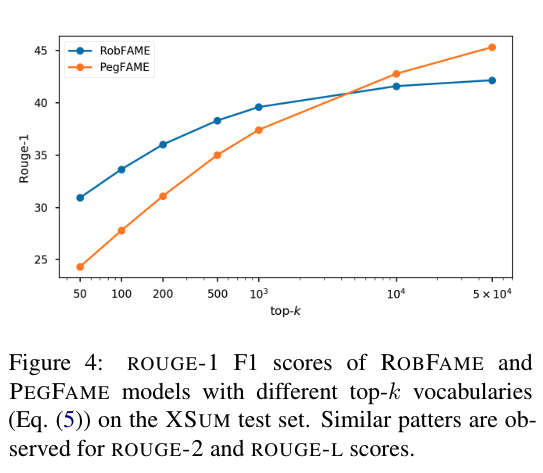 45
40
35
30
25
Rouge-1
RobFAME
PegFAME
50 100 200 500 10³ 10⁴ 5 × 10⁴
top-k
Figure 4: ROUGE-1 F1 scores of ROBFAME and
PEGFAME models with different top-k vocabularies
(Eq. (5)) on the XSUM test set. Similar patters are ob-
served for ROUGE-2 and ROUGE-L scores.